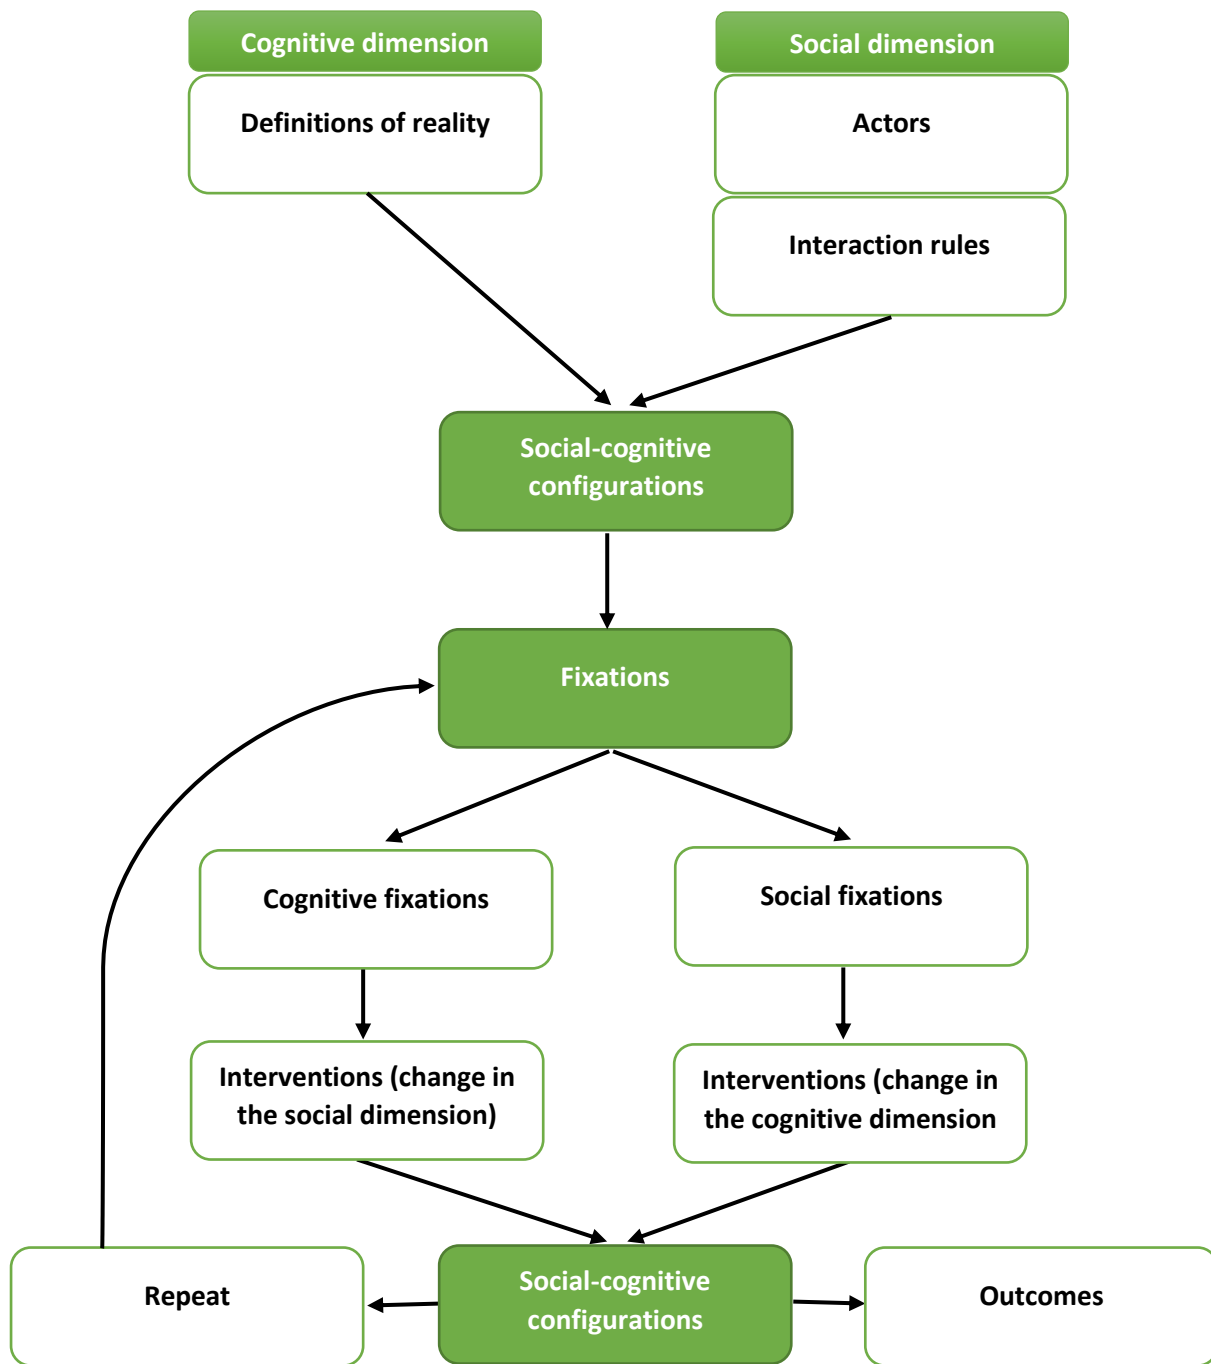 Cognitive dimension
Social dimension
Definitions of reality
Actors
Interaction rules
Social-cognitive
configurations
Fixations
Cognitive fixations
Social fixations
Interventions (change in
the social dimension)
Interventions (change in
the cognitive dimension
Repeat
Social-cognitive
configurations
Outcomes